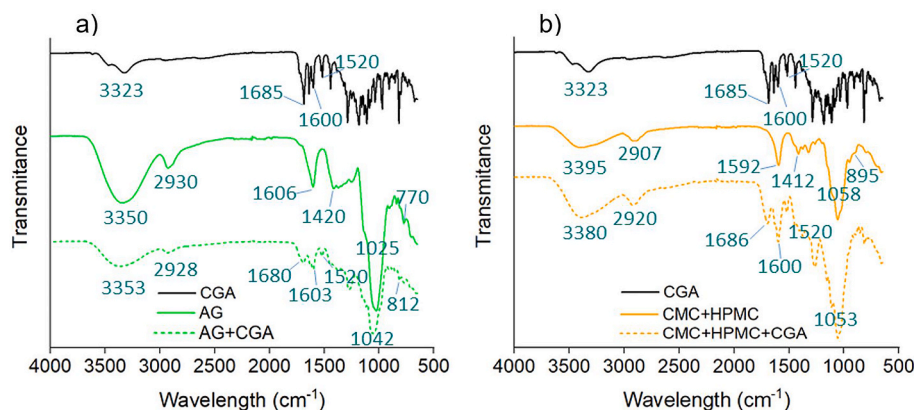 a)
Transmitance
3323
1685
1600
1520
3350
2930
1606
1420
1025
770
3353
2928
1680
1603
1520
1042
812
CGA
AG
AG+CGA
4000 3500 3000 2500 2000 1500 1000 500
Wavelength (cm⁻¹)
b)
Transmitance
3323
1685
1600
1520
3395
2907
1592
1412
1058
895
3380
2920
1686
1600
1520
1053
CGA
CMC+HPMC
CMC+HPMC+CGA
4000 3500 3000 2500 2000 1500 1000 500
Wavelength (cm⁻¹)